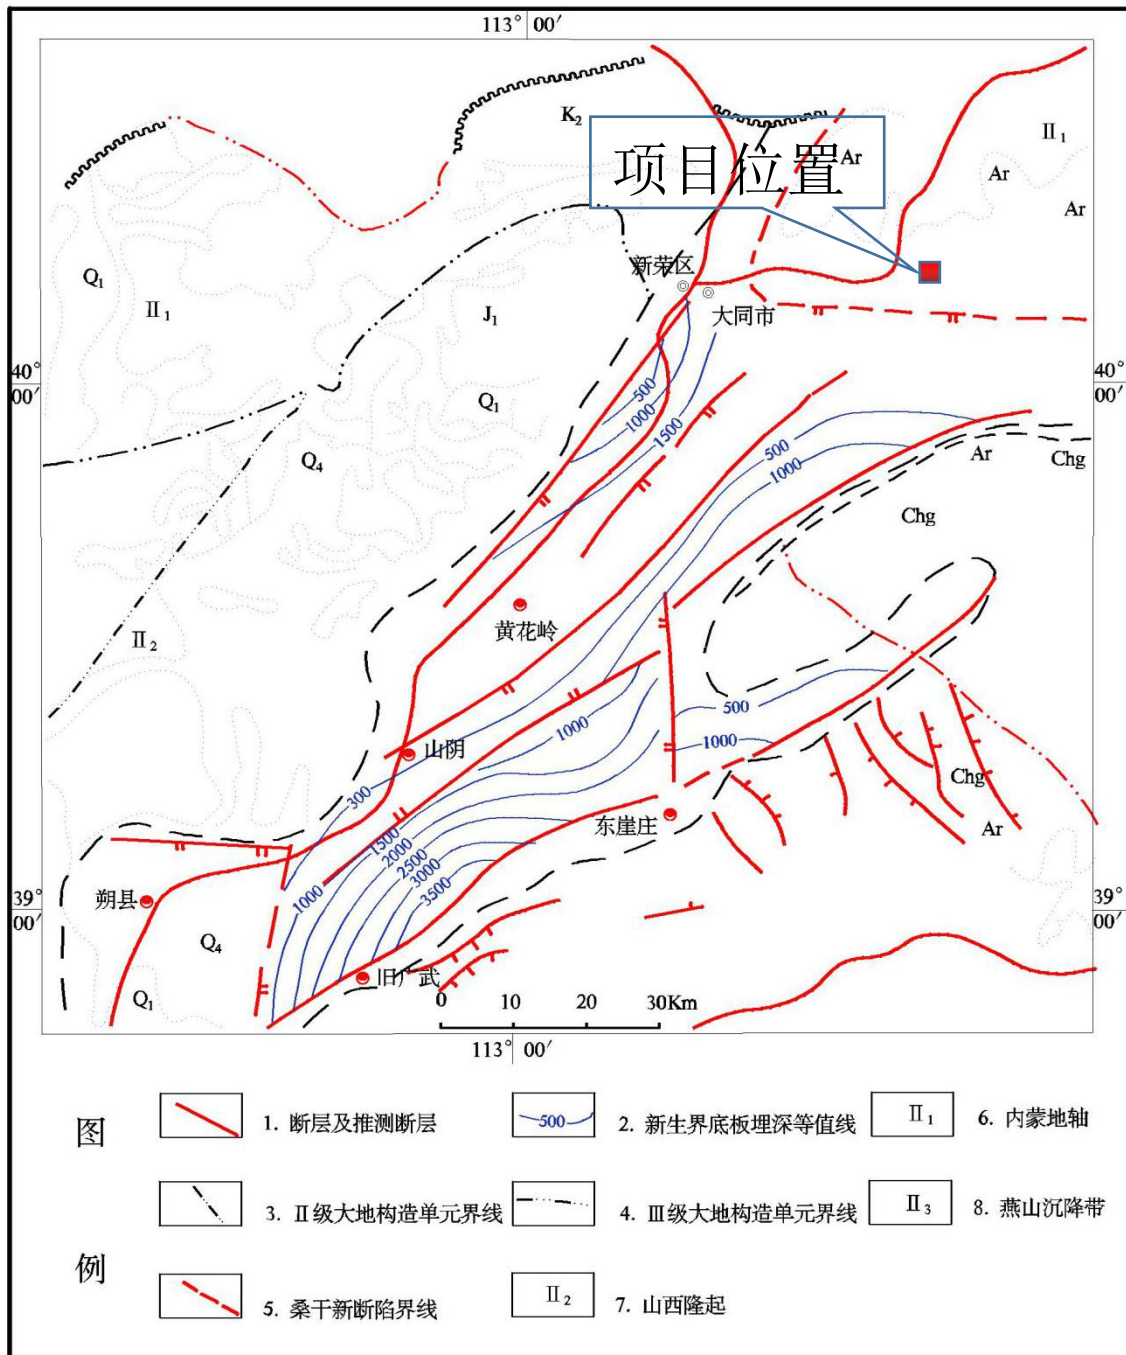 113° 00′
K2
Ar
II1
项目位置
Ar
Ar
Q1
II1
新荣区
J1
大同市
40° 00′
40° 00′
500
Q1
1000
1500
500
Q4
1000
Ar
Chg
Chg
黄花岭
II2
500
1000
1000
山阴
300
Chg
东崖庄
Ar
1500
2000
2500
3000
3500
1000
39° 00′
39° 00′
朔县
Q4
旧广武
Q1
0 10 20 30Km
113° 00′
图
例
1. 断层及推测断层
500
2. 新生界底板埋深等值线
II1
6. 内蒙地轴
3. II级大地构造单元界线
4. III级大地构造单元界线
II3
8. 燕山沉降带
5. 桑干新断陷界线
II2
7. 山西隆起